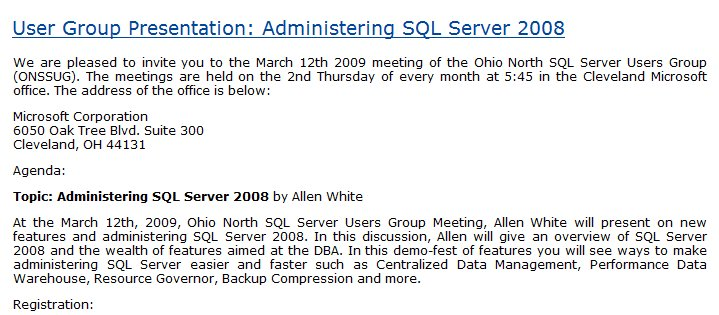 User Group Presentation: Administering SQL Server 2008
We are pleased to invite you to the March 12th 2009 meeting of the Ohio North SQL Server Users Group
(ONSSUG). The meetings are held on the 2nd Thursday of every month at 5:45 in the Cleveland Microsoft
office. The address of the office is below:
Microsoft Corporation
6050 Oak Tree Blvd. Suite 300
Cleveland, OH 44131
Agenda:
Topic: Administering SQL Server 2008 by Allen White
At the March 12th, 2009, Ohio North SQL Server Users Group Meeting, Allen White will present on new
features and administering SQL Server 2008. In this discussion, Allen will give an overview of SQL Server
2008 and the wealth of features aimed at the DBA. In this demo-fest of features you will see ways to make
administering SQL Server easier and faster such as Centralized Data Management, Performance Data
Warehouse, Resource Governor, Backup Compression and more.
Registration: